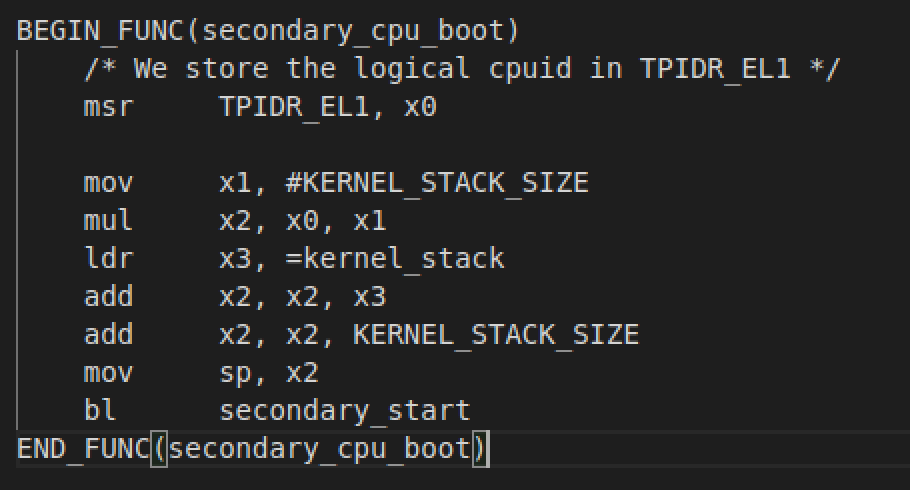 BEGIN_FUNC(secondary_cpu_boot)
/* We store the logical cpuid in TPIDR_EL1 */
msr TPIDR_EL1, x0
mov x1, #KERNEL_STACK_SIZE
mul x2, x0, x1
ldr x3, =kernel_stack
add x2, x2, x3
add x2, x2, KERNEL_STACK_SIZE
mov sp, x2
bl secondary_start
END_FUNC(secondary_cpu_boot)